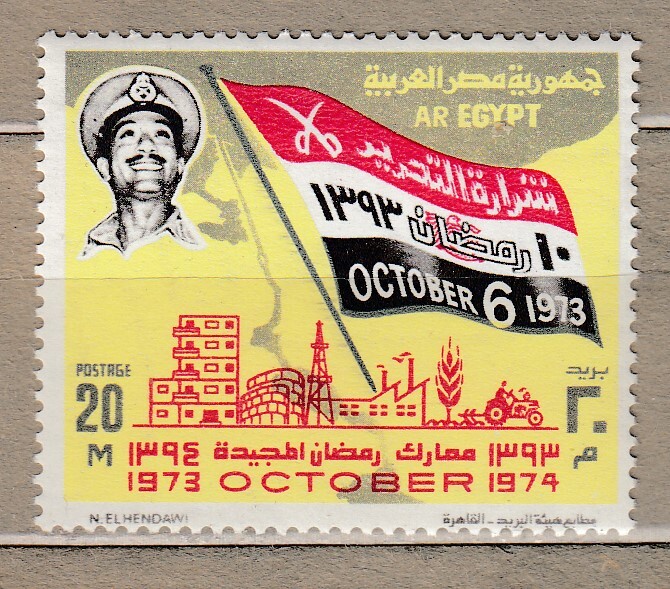 جمهورية مصر العربية
AR EGYPT
شرارة التحرير
١٠ رمضان ١٣٩٣
OCTOBER 6 1973
POSTAGE
20
M
بريد
٢٠
م
١٣٩٣ معارك رمضان المجيدة ١٣٩٤
1973 OCTOBER 1974
N. ELHENDAWI
مطابع هيئة البريد - القاهرة